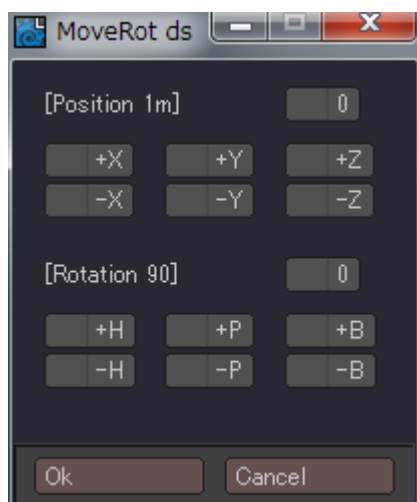 MoveRot ds
[Position 1m] 0
+X +Y +Z
-X -Y -Z
[Rotation 90] 0
+H +P +B
-H -P -B
Ok Cancel